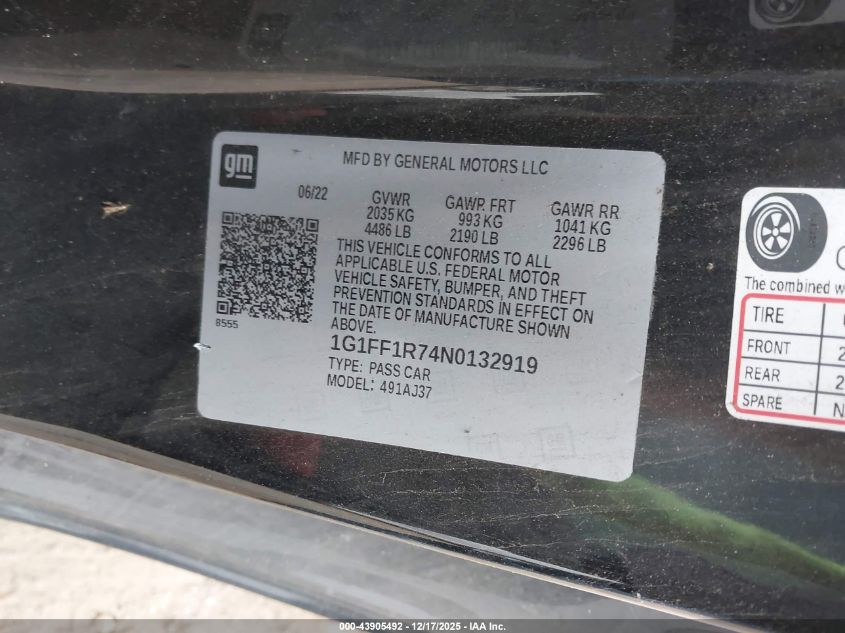 gm
MFD BY GENERAL MOTORS LLC
06/22
GVWR
2035 KG
4486 LB
GAWR FRT
993 KG
2190 LB
GAWR RR
1041 KG
2296 LB
THIS VEHICLE CONFORMS TO ALL
APPLICABLE U.S. FEDERAL MOTOR
VEHICLE SAFETY, BUMPER, AND THEFT
PREVENTION STANDARDS IN EFFECT ON
THE DATE OF MANUFACTURE SHOWN
ABOVE.
8555
1G1FF1R74N0132919
TYPE: PASS CAR
MODEL: 491AJ37
The combined w
TIRE
FRONT 2
REAR 2
SPARE N
000-43905492 - 12/17/2025 - IAA Inc.